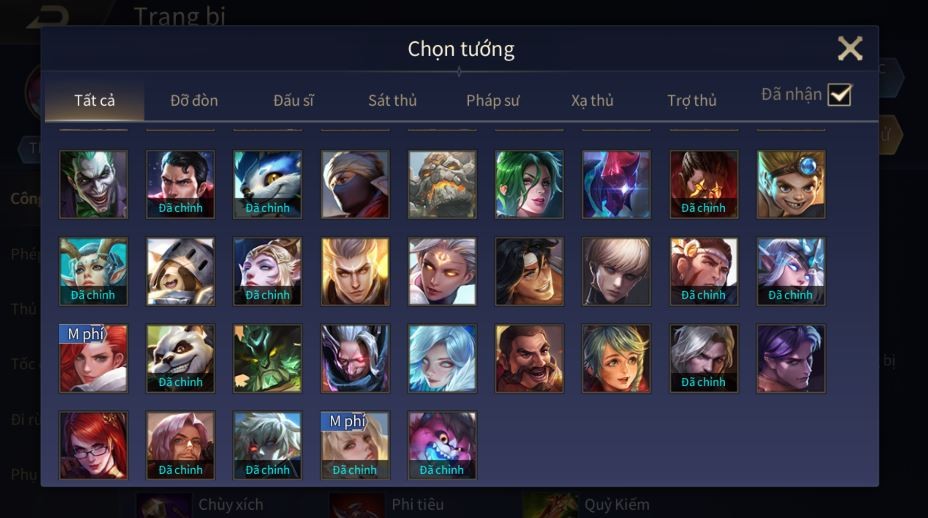 Trang bị
Chọn tướng
Tất cả Đỡ đòn Đấu sĩ Sát thủ Pháp sư Xạ thủ Trợ thủ Đã nhận
Đã chỉnh Đã chỉnh Đã chỉnh
Đã chỉnh Đã chỉnh Đã chỉnh Đã chỉnh
M phí
Đã chỉnh Đã chỉnh
M phí
Đã chỉnh Đã chỉnh Đã chỉnh Đã chỉnh
Chùy xích Phi tiêu Quỷ Kiếm